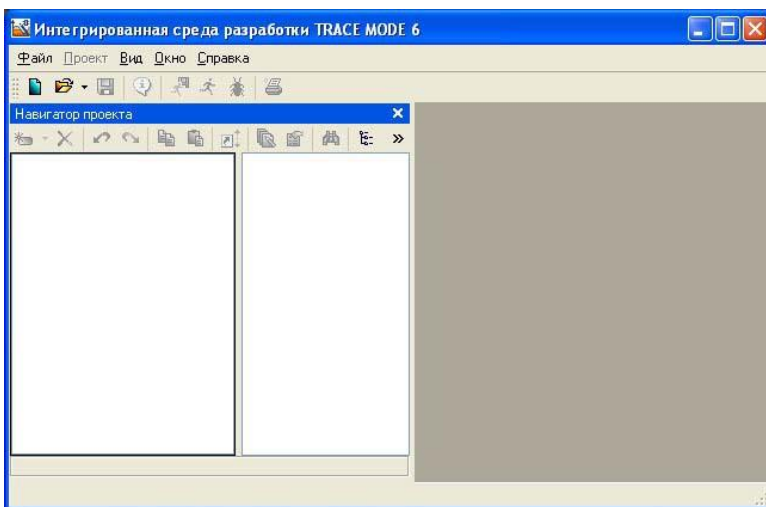 Интегрированная среда разработки TRACE MODE 6
Файл Проект Вид Окно Справка
Навигатор проекта